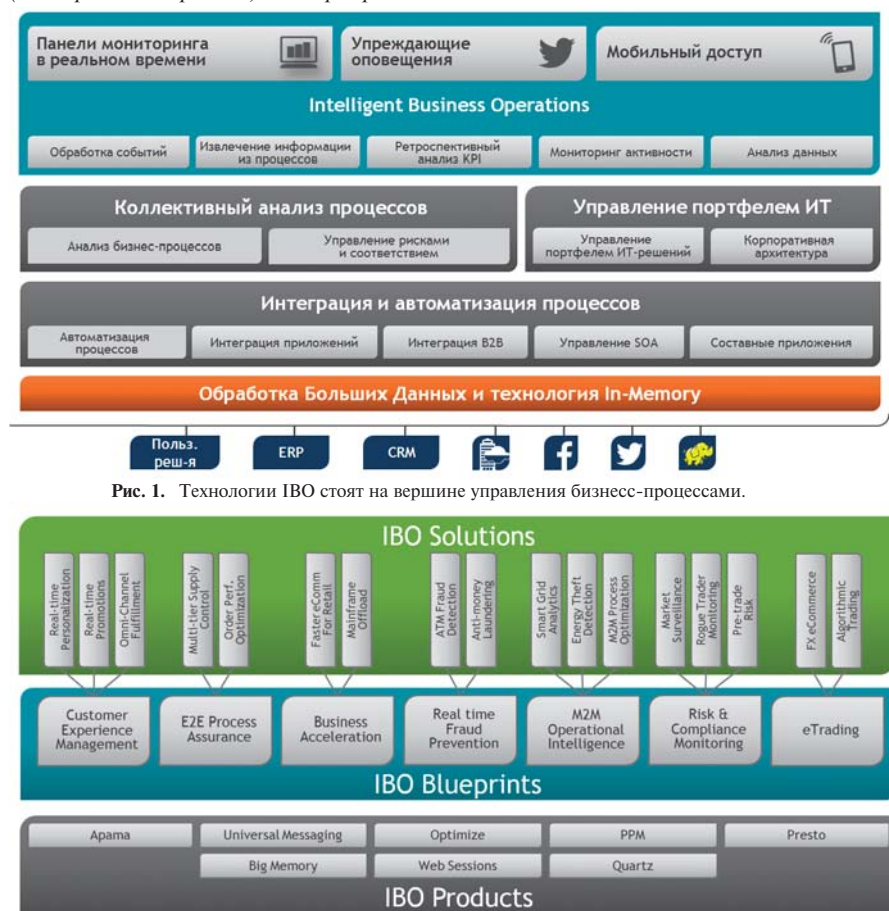 Панели мониторинга
в реальном времени
Упреждающие
оповещения
Мобильный доступ
Intelligent Business Operations
Обработка событий
Извлечение информации
из процессов
Ретроспективный
анализ KPI
Мониторинг активности
Анализ данных
Коллективный анализ процессов
Анализ бизнес-процессов
Управление рисками
и соответствием
Управление портфелем ИТ
Управление
портфелем ИТ-решений
Корпоративная
архитектура
Интеграция и автоматизация процессов
Автоматизация
процессов
Интеграция приложений
Интеграция B2B
Управление SOA
Составные приложения
Обработка Больших Данных и технология In-Memory
Польз.
реш-я
ERP
CRM
Рис. 1. Технологии IBO стоят на вершине управления бизнесс-процессами.
IBO Solutions
Real-time
Personalization
Real-time
Promotions
Omni-Channel
Fulfillment
Multi-tier Supply
Control
Order Perf.
Optimization
Faster eComm
For Retail
Mainframe
Offload
ATM Fraud
Detection
Anti-money
Laundering
Smart Grid
Analytics
Energy Theft
Detection
M2M Process
Optimization
Market
Surveillance
Rogue Trader
Monitoring
Pre-trade
Risk
FX eCommerce
Algorithmic
Trading
Customer
Experience
Management
E2E Process
Assurance
Business
Acceleration
Real time
Fraud
Prevention
M2M
Operational
Intelligence
Risk &
Compliance
Monitoring
eTrading
IBO Blueprints
Apama
Universal Messaging
Optimize
PPM
Presto
Big Memory
Web Sessions
Quartz
IBO Products